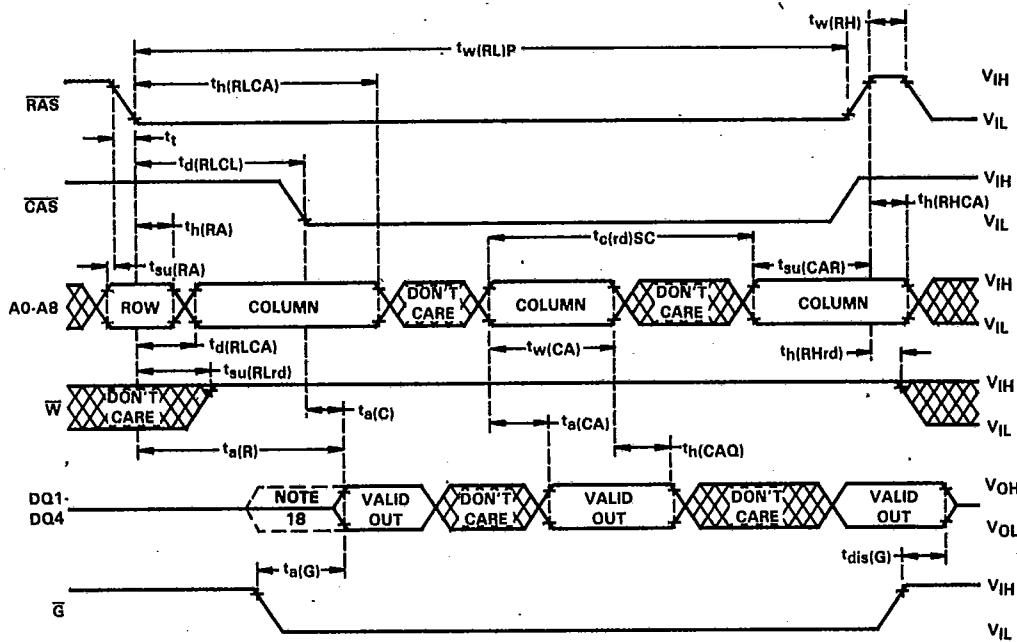 tw(RH)
tw(RL)P
th(RLCA)
RAS
VIH
VIL
tt
td(RLCL)
CAS
VIH
VIL
th(RHCA)
th(RA)
tc(rd)SC
tsu(RA)
tsu(CAR)
A0-A8
ROW
COLUMN
DON'T CARE
COLUMN
DON'T CARE
COLUMN
VIH
VIL
td(RLCA)
tw(CA)
th(RHrd)
tsu(RLrd)
W
DON'T CARE
VIH
VIL
ta(C)
ta(CA)
ta(R)
th(CAQ)
DQ1-
DQ4
NOTE 18
VALID OUT
DON'T CARE
VALID OUT
DON'T CARE
VALID OUT
VOH
VOL
ta(G)
tdis(G)
G
VIH
VIL